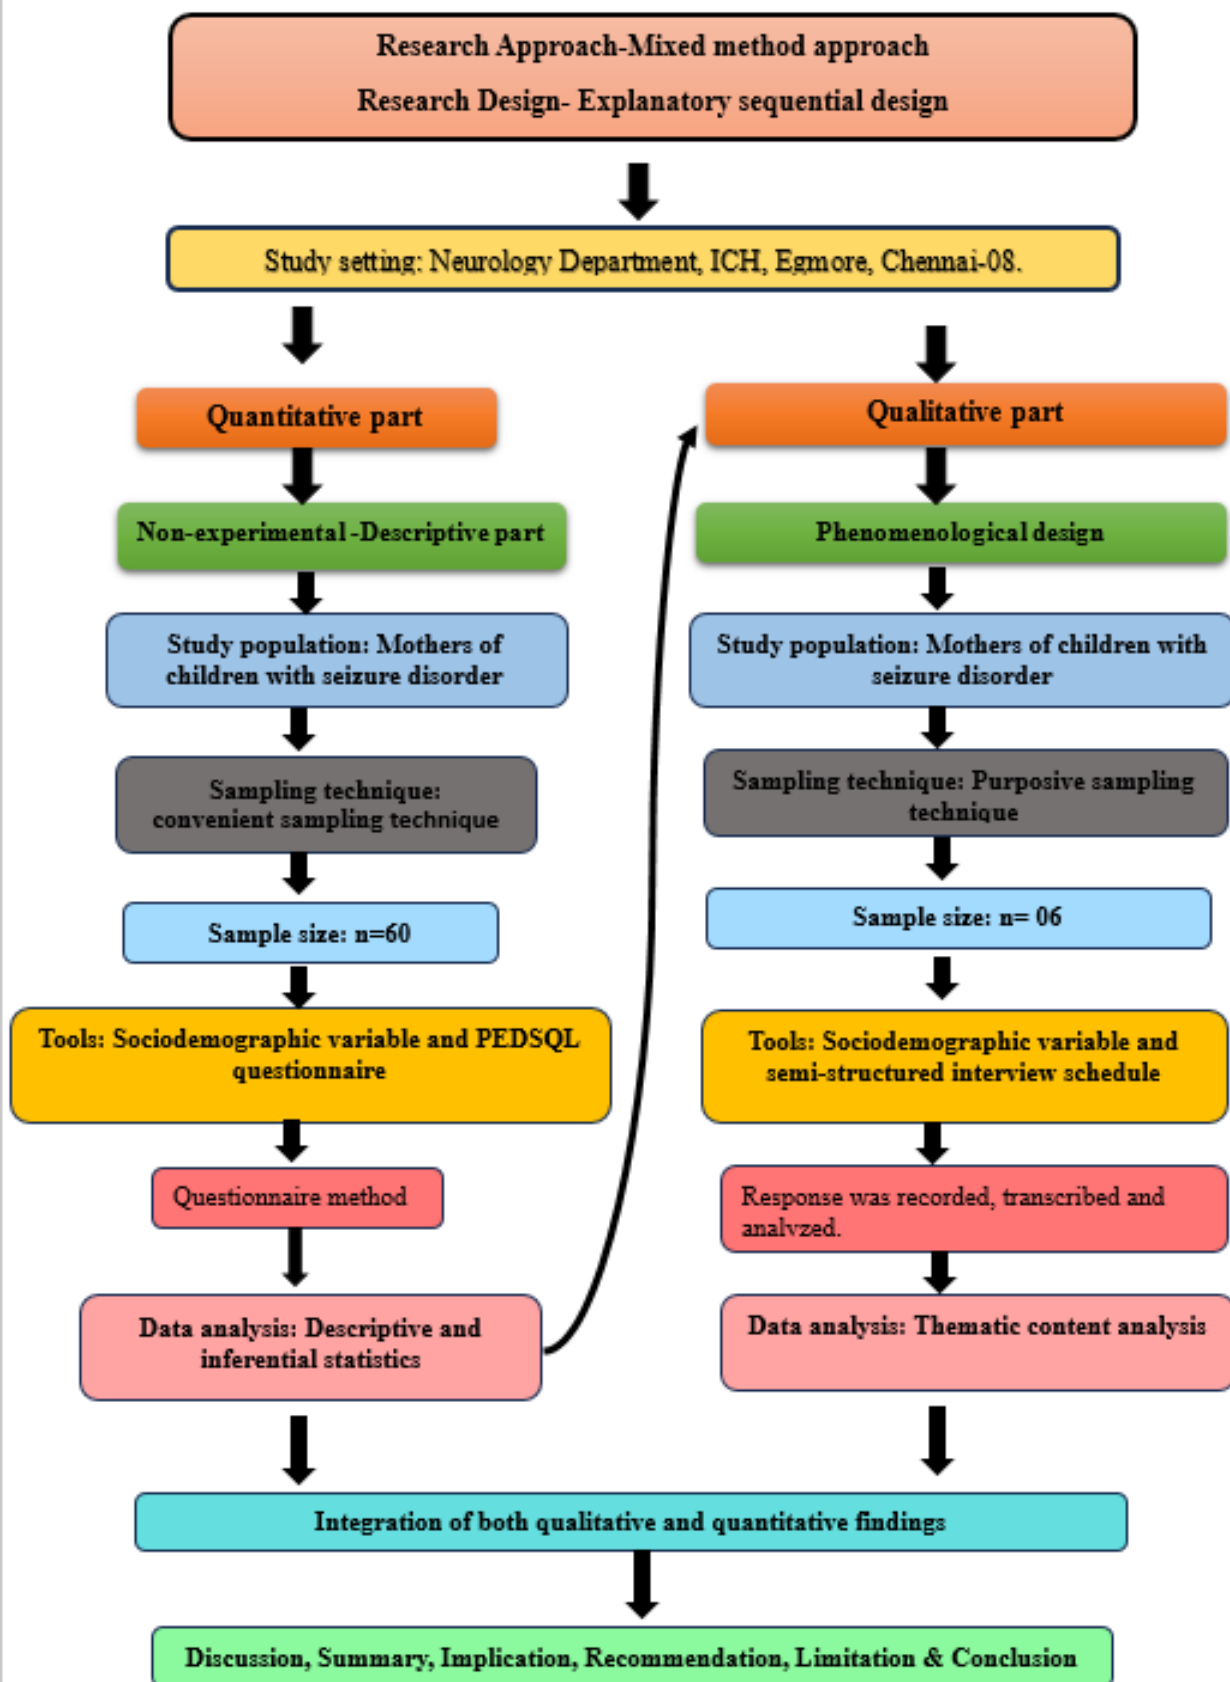 Research Approach-Mixed method approach
Research Design- Explanatory sequential design
Study setting: Neurology Department, ICH, Egmore, Chennai-08.
Quantitative part
Non-experimental -Descriptive part
Study population: Mothers of
children with seizure disorder
Sampling technique:
convenient sampling technique
Sample size: n=60
Tools: Sociodemographic variable and PEDSQL
questionnaire
Questionnaire method
Data analysis: Descriptive and
inferential statistics
Qualitative part
Phenomenological design
Study population: Mothers of children with
seizure disorder
Sampling technique: Purposive sampling
technique
Sample size: n= 06
Tools: Sociodemographic variable and
semi-structured interview schedule
Response was recorded, transcribed and
analyzed.
Data analysis: Thematic content analysis
Integration of both qualitative and quantitative findings
Discussion, Summary, Implication, Recommendation, Limitation & Conclusion